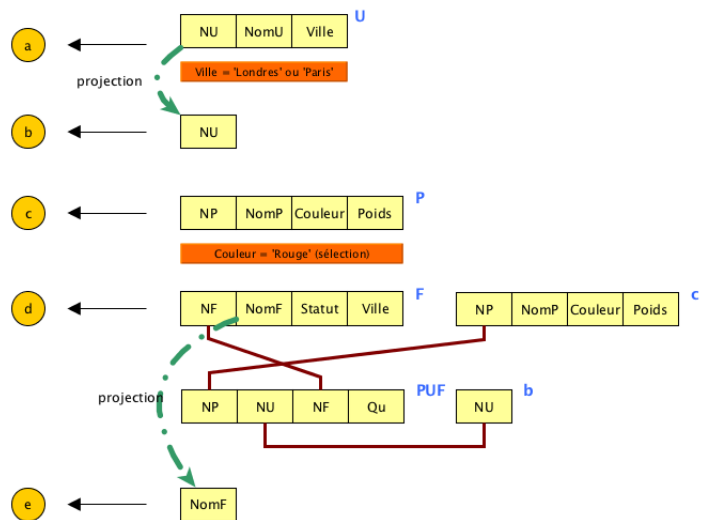 U
a
NU NomU Ville
Ville = 'Londres' ou 'Paris'
projection
b
NU
P
c
NP NomP Couleur Poids
Couleur = 'Rouge' (sélection)
d
NF NomF Statut Ville
F
NP NomP Couleur Poids
c
projection
NP NU NF Qu
PUF
NU
b
e
NomF